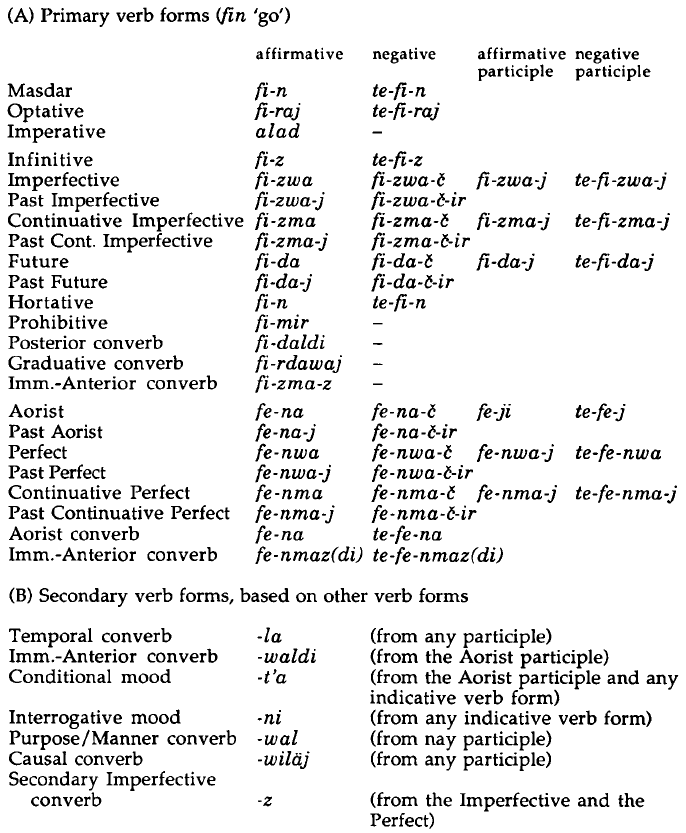 (A) Primary verb forms (fin ‘go’)
affirmative negative affirmative participle negative participle
Masdar fi-n te-fi-n
Optative fi-raj te-fi-raj
Imperative alad –
Infinitive fi-z te-fi-z
Imperfective fi-zwa fi-zwa-č fi-zwa-j te-fi-zwa-j
Past Imperfective fi-zwa-j fi-zwa-č-ir
Continuative Imperfective fi-zma fi-zma-č fi-zma-j te-fi-zma-j
Past Cont. Imperfective fi-zma-j fi-zma-č-ir
Future fi-da fi-da-č fi-da-j te-fi-da-j
Past Future fi-da-j fi-da-č-ir
Hortative fi-n te-fi-n
Prohibitive fi-mir –
Posterior converb fi-daldi –
Graduative converb fi-rdawaj –
Imm.-Anterior converb fi-zma-z –
Aorist fe-na fe-na-č fe-ji te-fe-j
Past Aorist fe-na-j fe-na-č-ir
Perfect fe-nwa fe-nwa-č fe-nwa-j te-fe-nwa
Past Perfect fe-nwa-j fe-nwa-č-ir
Continuative Perfect fe-nma fe-nma-č fe-nma-j te-fe-nma-j
Past Continuative Perfect fe-nma-j fe-nma-č-ir
Aorist converb fe-na te-fe-na
Imm.-Anterior converb fe-nmaz(di) te-fe-nmaz(di)
(B) Secondary verb forms, based on other verb forms
Temporal converb -la (from any participle)
Imm.-Anterior converb -waldi (from the Aorist participle)
Conditional mood -t'a (from the Aorist participle and any
indicative verb form)
Interrogative mood -ni (from any indicative verb form)
Purpose/Manner converb -wal (from nay participle)
Causal converb -wiläj (from any participle)
Secondary Imperfective
converb -z (from the Imperfective and the
Perfect)